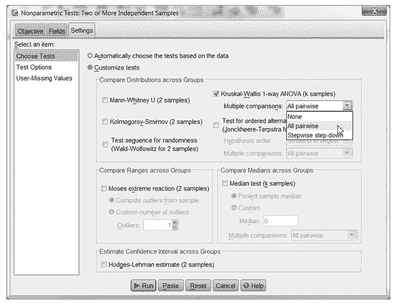 Nonparametric Tests: Two or More Independent Samples
Objective Fields Settings
Select an item:
Choose Tests
Test Options
User-Missing Values
Automatically choose the tests based on the data
Customize tests
Compare Distributions across Groups
Mann-Whitney U (2 samples)
Kolmogorov-Smirnov (2 samples)
Test sequence for randomness
(Wald-Wolfowitz for 2 samples)
Kruskal-Wallis 1-way ANOVA (k samples)
Multiple comparisons: All pairwise
None
All pairwise
Stepwise step-down
Test for ordered alternat
(Jonckheere-Terpstra f
Hypothesis order: Smallest to largest
Multiple comparisons: All pairwise
Compare Ranges across Groups
Moses extreme reaction (2 samples)
Compute outliers from sample
Custom number of outliers
Outliers: 1
Compare Medians across Groups
Median test (k samples)
Pooled sample median
Custom
Median: 0
Multiple comparisons: All pairwise
Estimate Confidence Interval across Groups
Hodges-Lehman estimate (2 samples)
Run Paste Reset Cancel Help